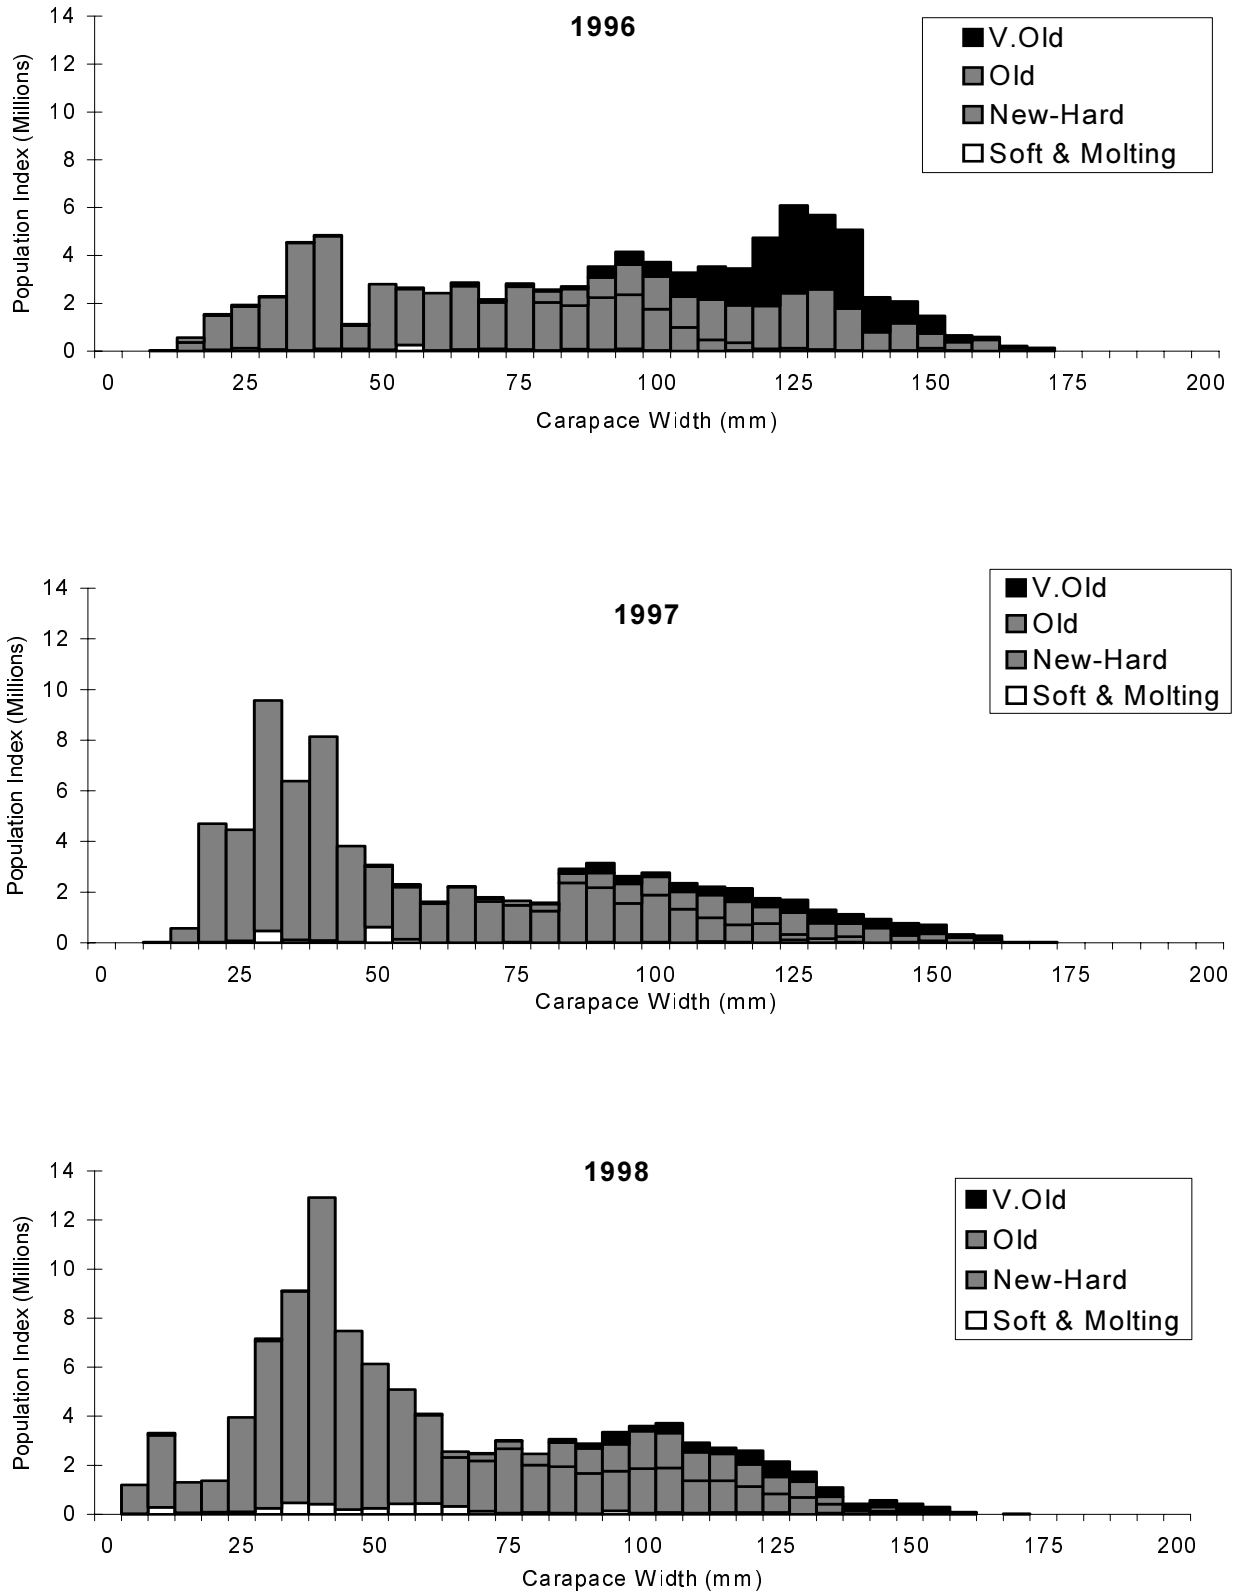 1996
V.Old
Old
New-Hard
Soft & Molting
Population Index (Millions)
14
12
10
8
6
4
2
0
0 25 50 75 100 125 150 175 200
Carapace Width (mm)
1997
V.Old
Old
New-Hard
Soft & Molting
Population Index (Millions)
14
12
10
8
6
4
2
0
0 25 50 75 100 125 150 175 200
Carapace Width (mm)
1998
V.Old
Old
New-Hard
Soft & Molting
Population Index (Millions)
14
12
10
8
6
4
2
0
0 25 50 75 100 125 150 175 200
Carapace Width (mm)